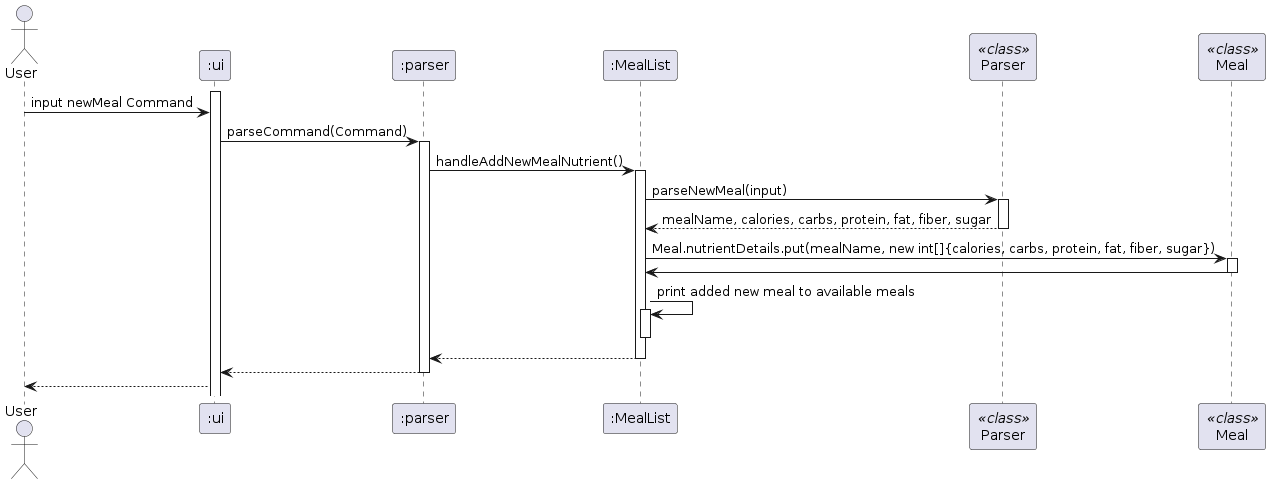 User
:ui
:parser
:MealList
«class»
Parser
«class»
Meal
input newMeal Command
parseCommand(Command)
handleAddNewMealNutrient()
parseNewMeal(input)
mealName, calories, carbs, protein, fat, fiber, sugar
Meal.nutrientDetails.put(mealName, new int[]{calories, carbs, protein, fat, fiber, sugar})
print added new meal to available meals
User
:ui
:parser
:MealList
«class»
Parser
«class»
Meal